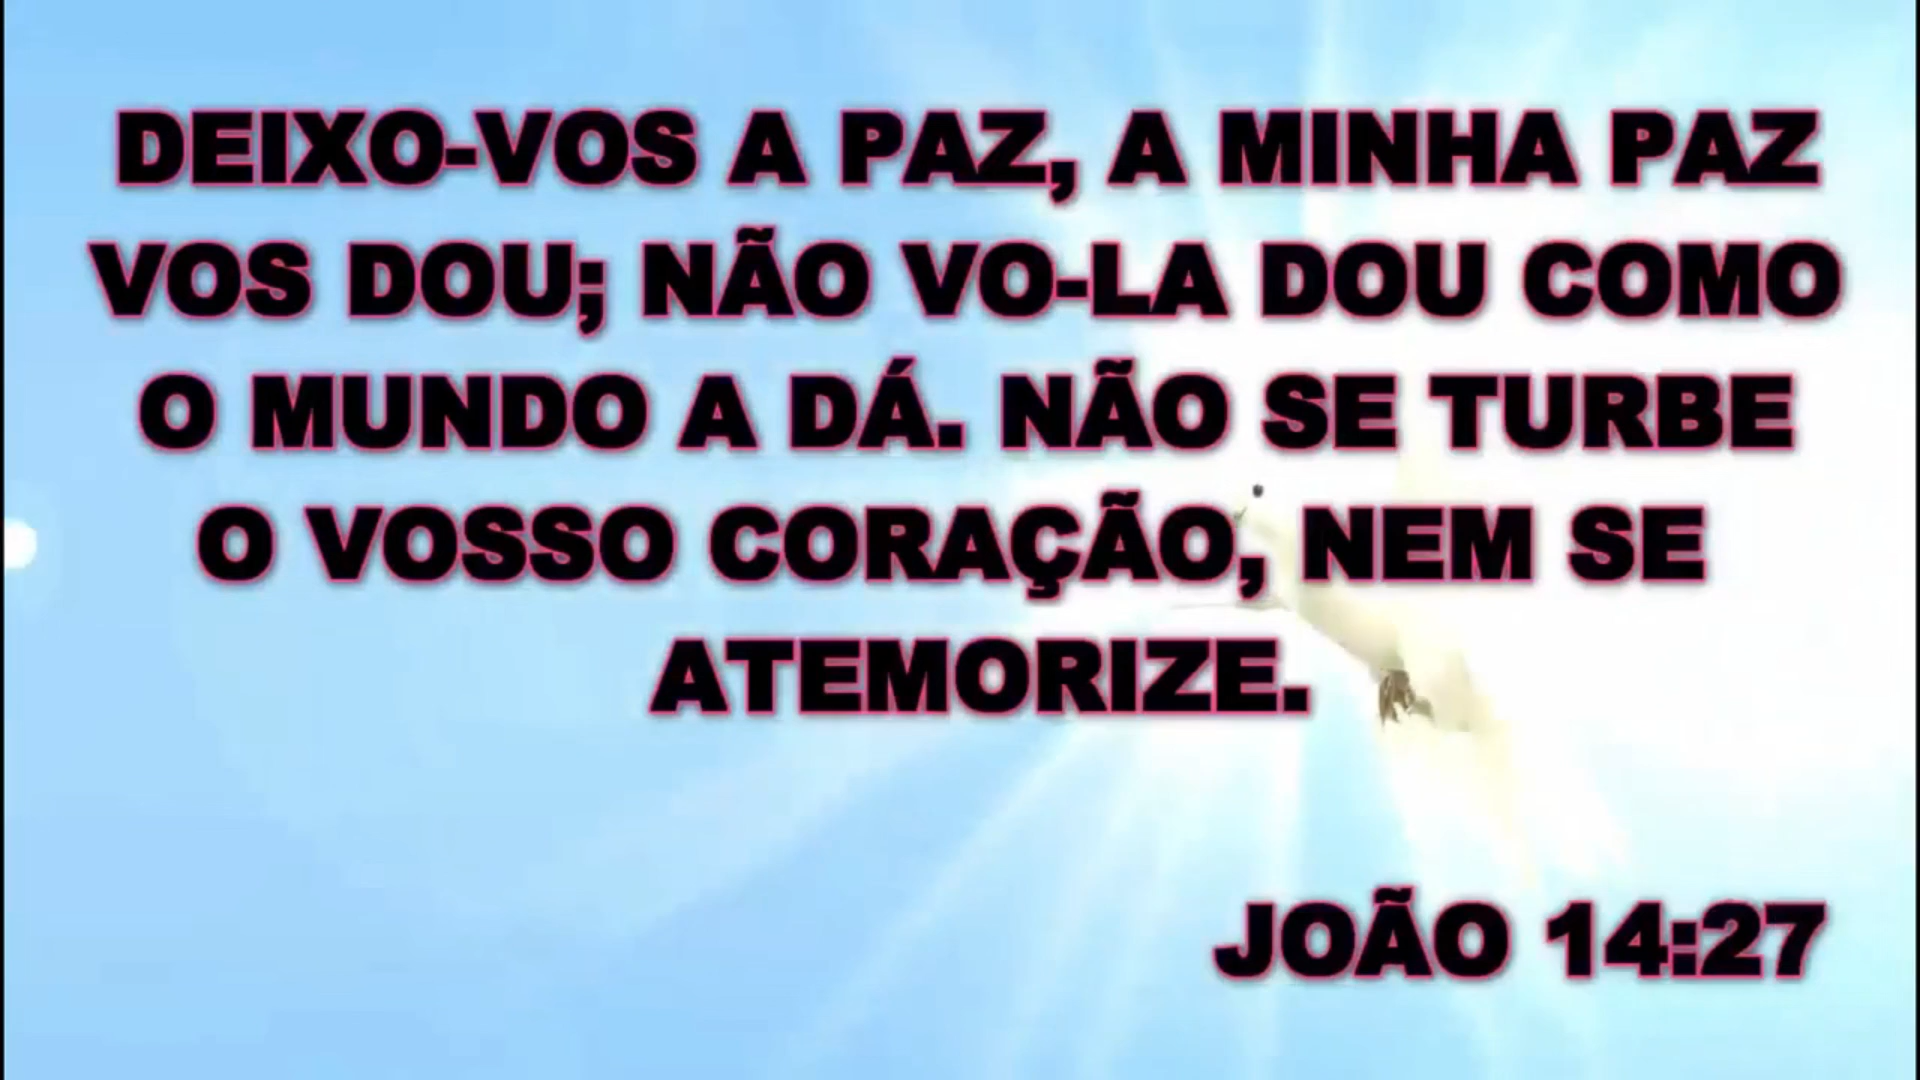 DEIXO-VOS A PAZ, A MINHA PAZ
VOS DOU; NÃO VO-LA DOU COMO
O MUNDO A DÁ. NÃO SE TURBE
O VOSSO CORAÇÃO, NEM SE
ATEMORIZE.
JOÃO 14:27